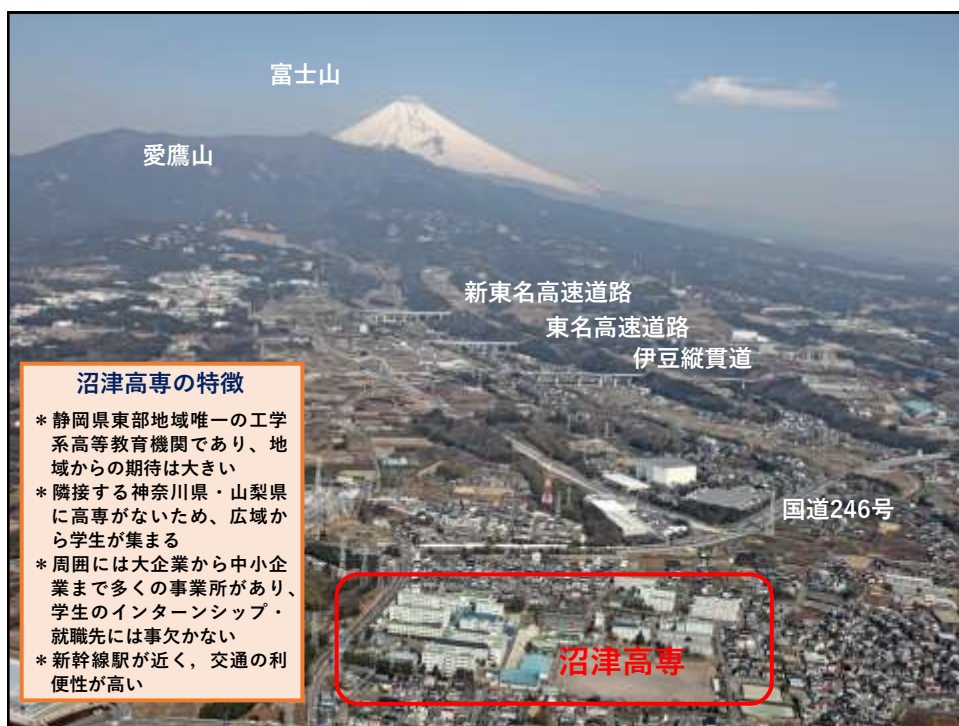 富士山
愛鷹山
新東名高速道路
東名高速道路
伊豆縦貫道
沼津高専の特徴
＊静岡県東部地域唯一の工学
系高等教育機関であり、地
域からの期待は大きい
＊隣接する神奈川県・山梨県
に高専がないため、広域か
ら学生が集まる
＊周囲には大企業から中小企
業まで多くの事業所があり、
学生のインターンシップ・
就職先には事欠かない
＊新幹線駅が近く，交通の利
便性が高い
国道246号
沼津高専